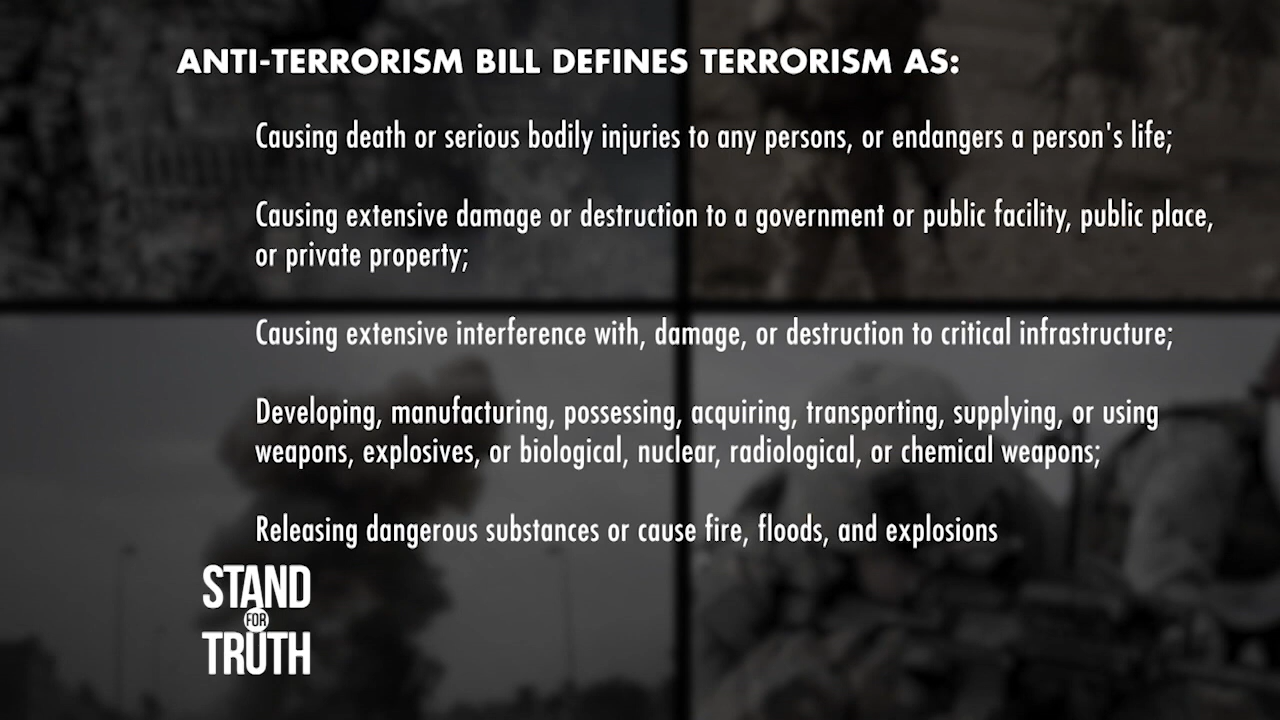 ANTI-TERRORISM BILL DEFINES TERRORISM AS:
Causing death or serious bodily injuries to any persons, or endangers a person's life;
Causing extensive damage or destruction to a government or public facility, public place,
or private property;
Causing extensive interference with, damage, or destruction to critical infrastructure;
Developing, manufacturing, possessing, acquiring, transporting, supplying, or using
weapons, explosives, or biological, nuclear, radiological, or chemical weapons;
Releasing dangerous substances or cause fire, floods, and explosions
STAND
FOR
TRUTH